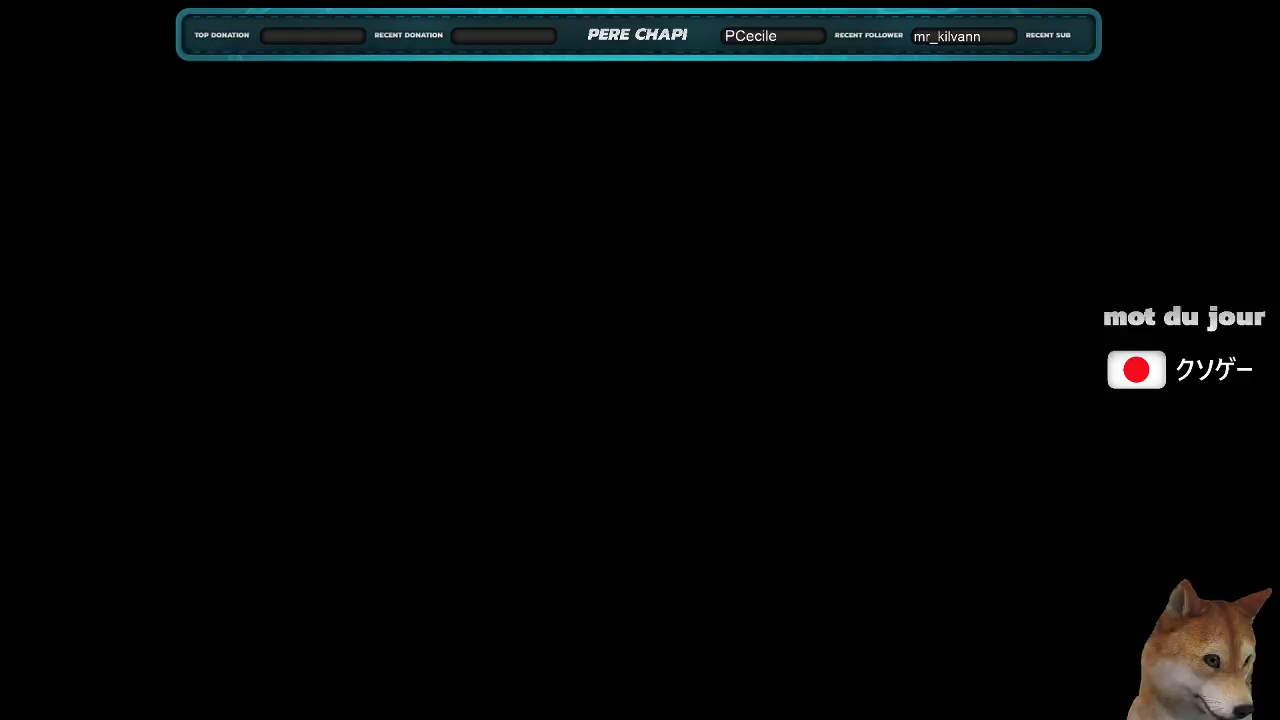 TOP DONATION
RECENT DONATION
PERE CHAPI
PCecile
RECENT FOLLOWER
mr_kilvann
RECENT SUB
mot du jour
クソゲー